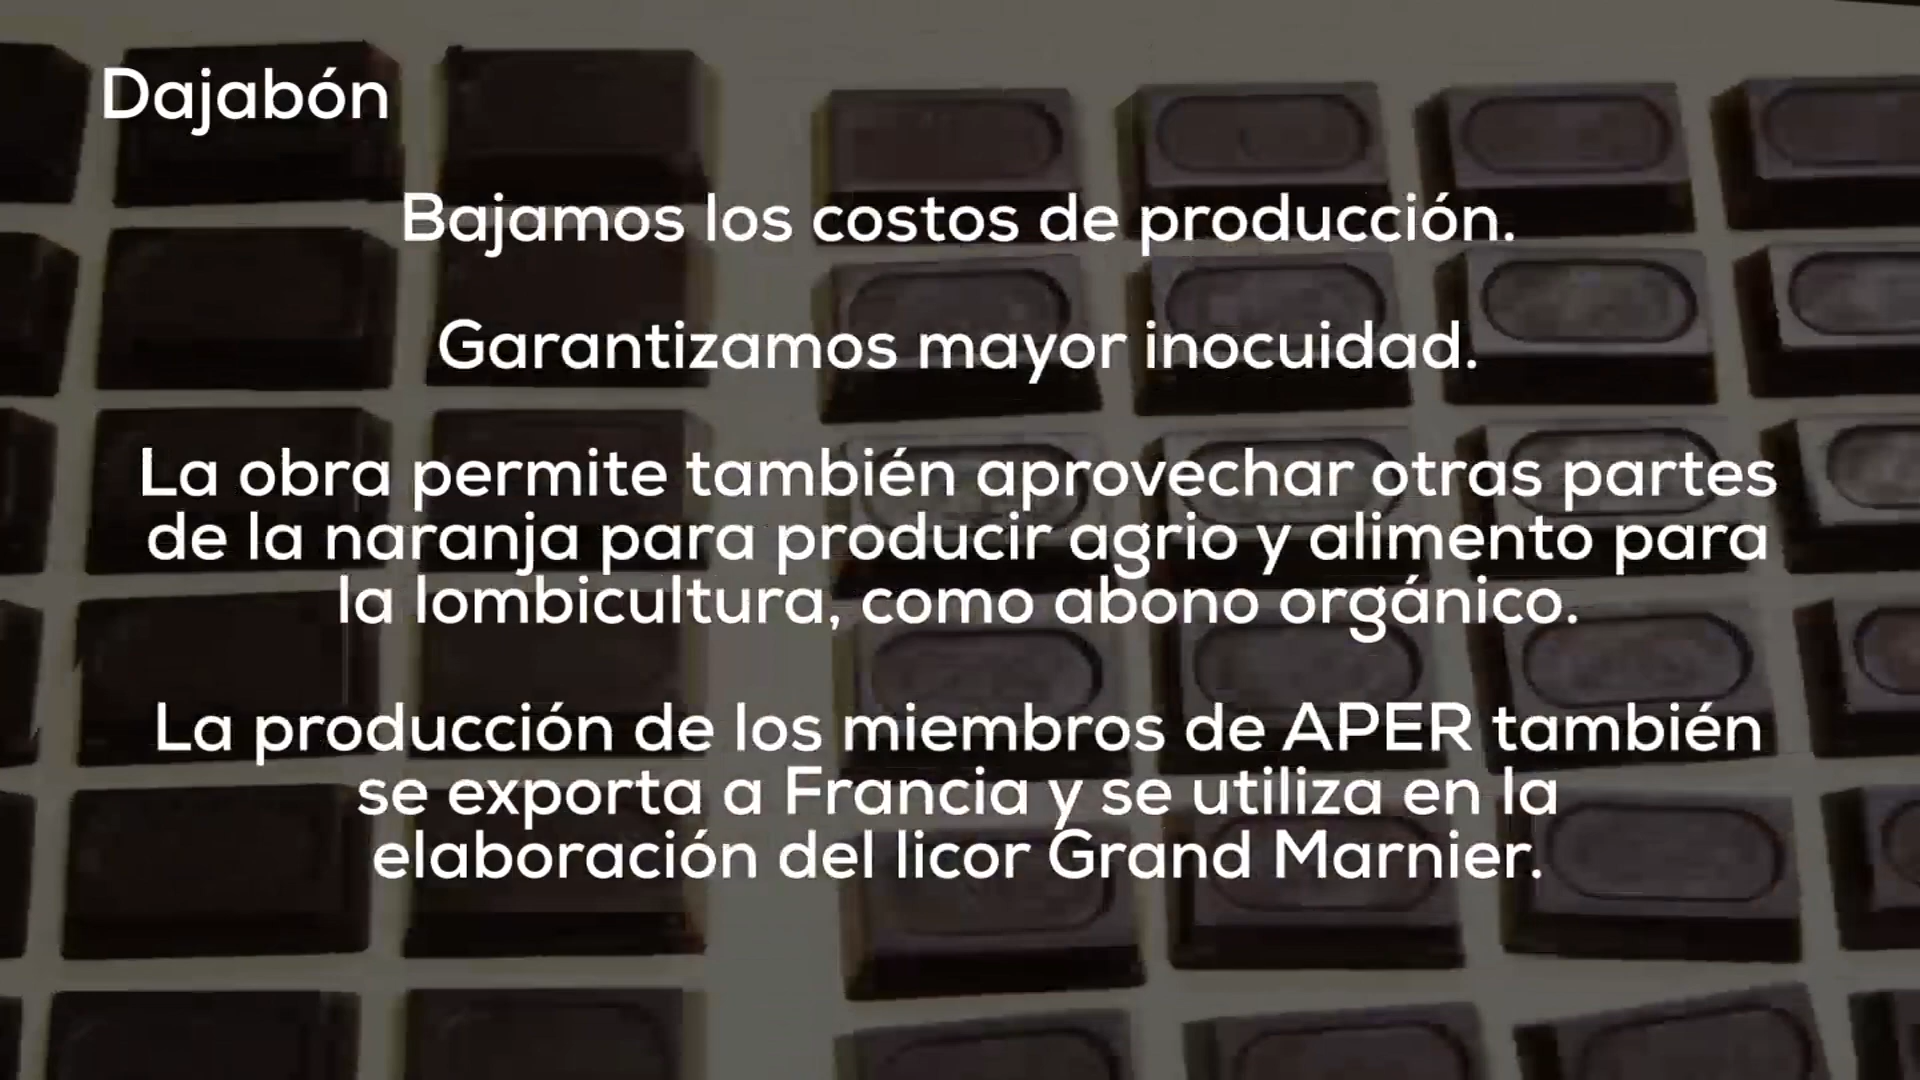 Dajabón
Bajamos los costos de producción.
Garantizamos mayor inocuidad.
La obra permite también aprovechar otras partes
de la naranja para producir agrio y alimento para
la lombicultura, como abono orgánico.
La producción de los miembros de APER también
se exporta a Francia y se utiliza en la
elaboración del licor Grand Marnier.